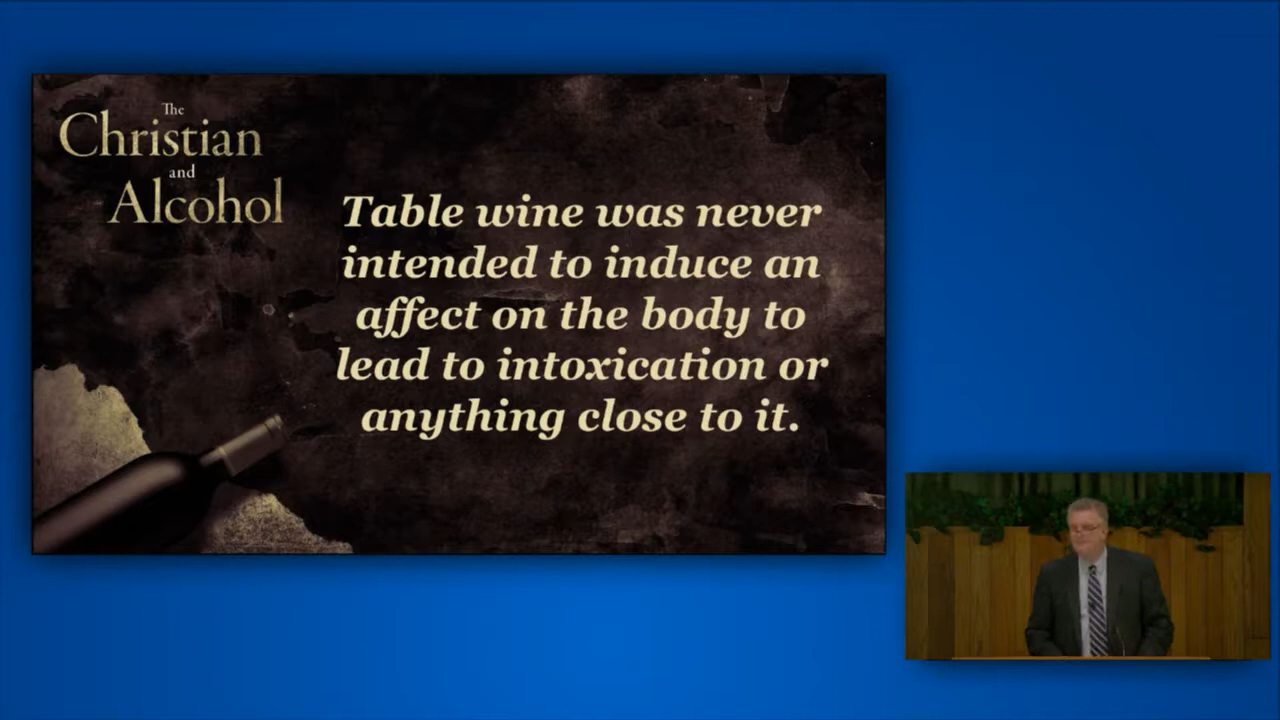 The
Christian
and
Alcohol
Table wine was never
intended to induce an
affect on the body to
lead to intoxication or
anything close to it.